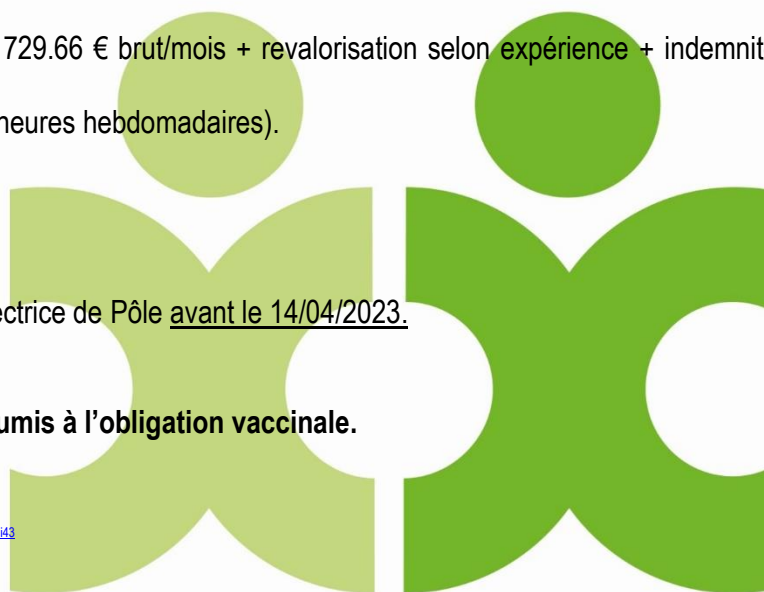 729.66 € brut/mois + revalorisation selon expérience + indemnit
heures hebdomadaires).
ectrice de Pôle avant le 14/04/2023.
umis à l’obligation vaccinale.
i43